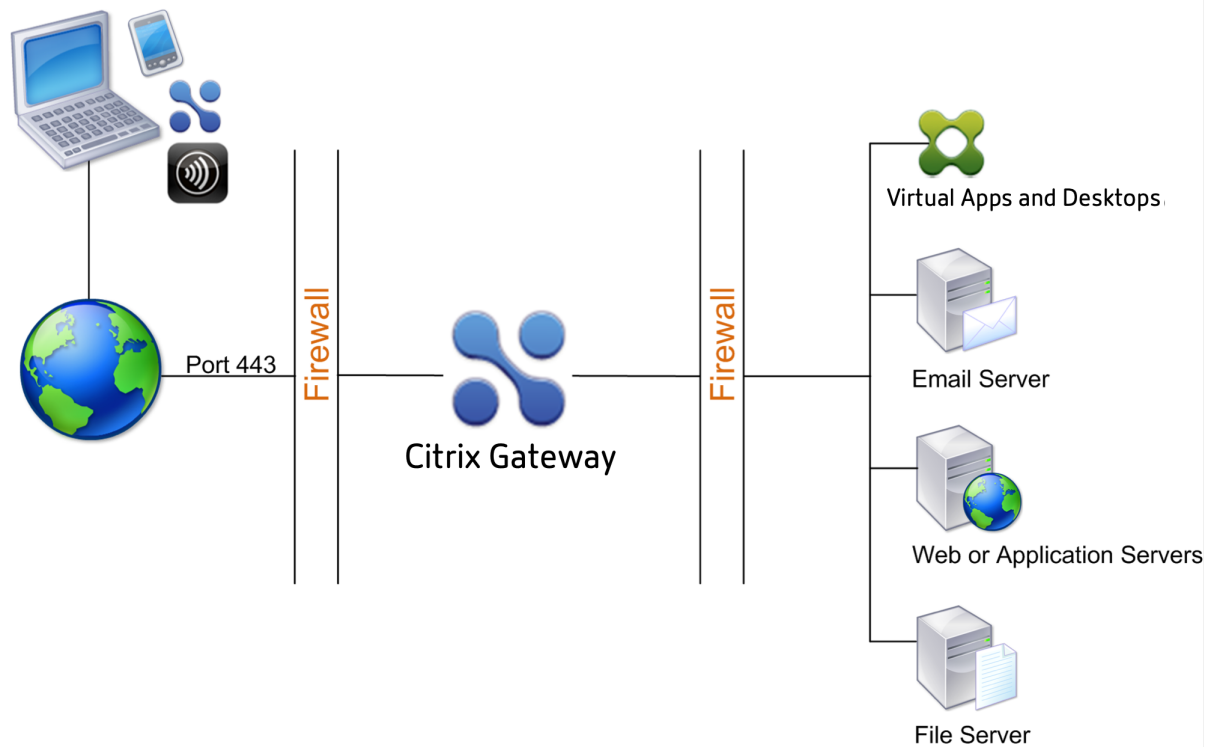 Port 443
Firewall
Citrix Gateway
Firewall
Virtual Apps and Desktops
Email Server
Web or Application Servers
File Server